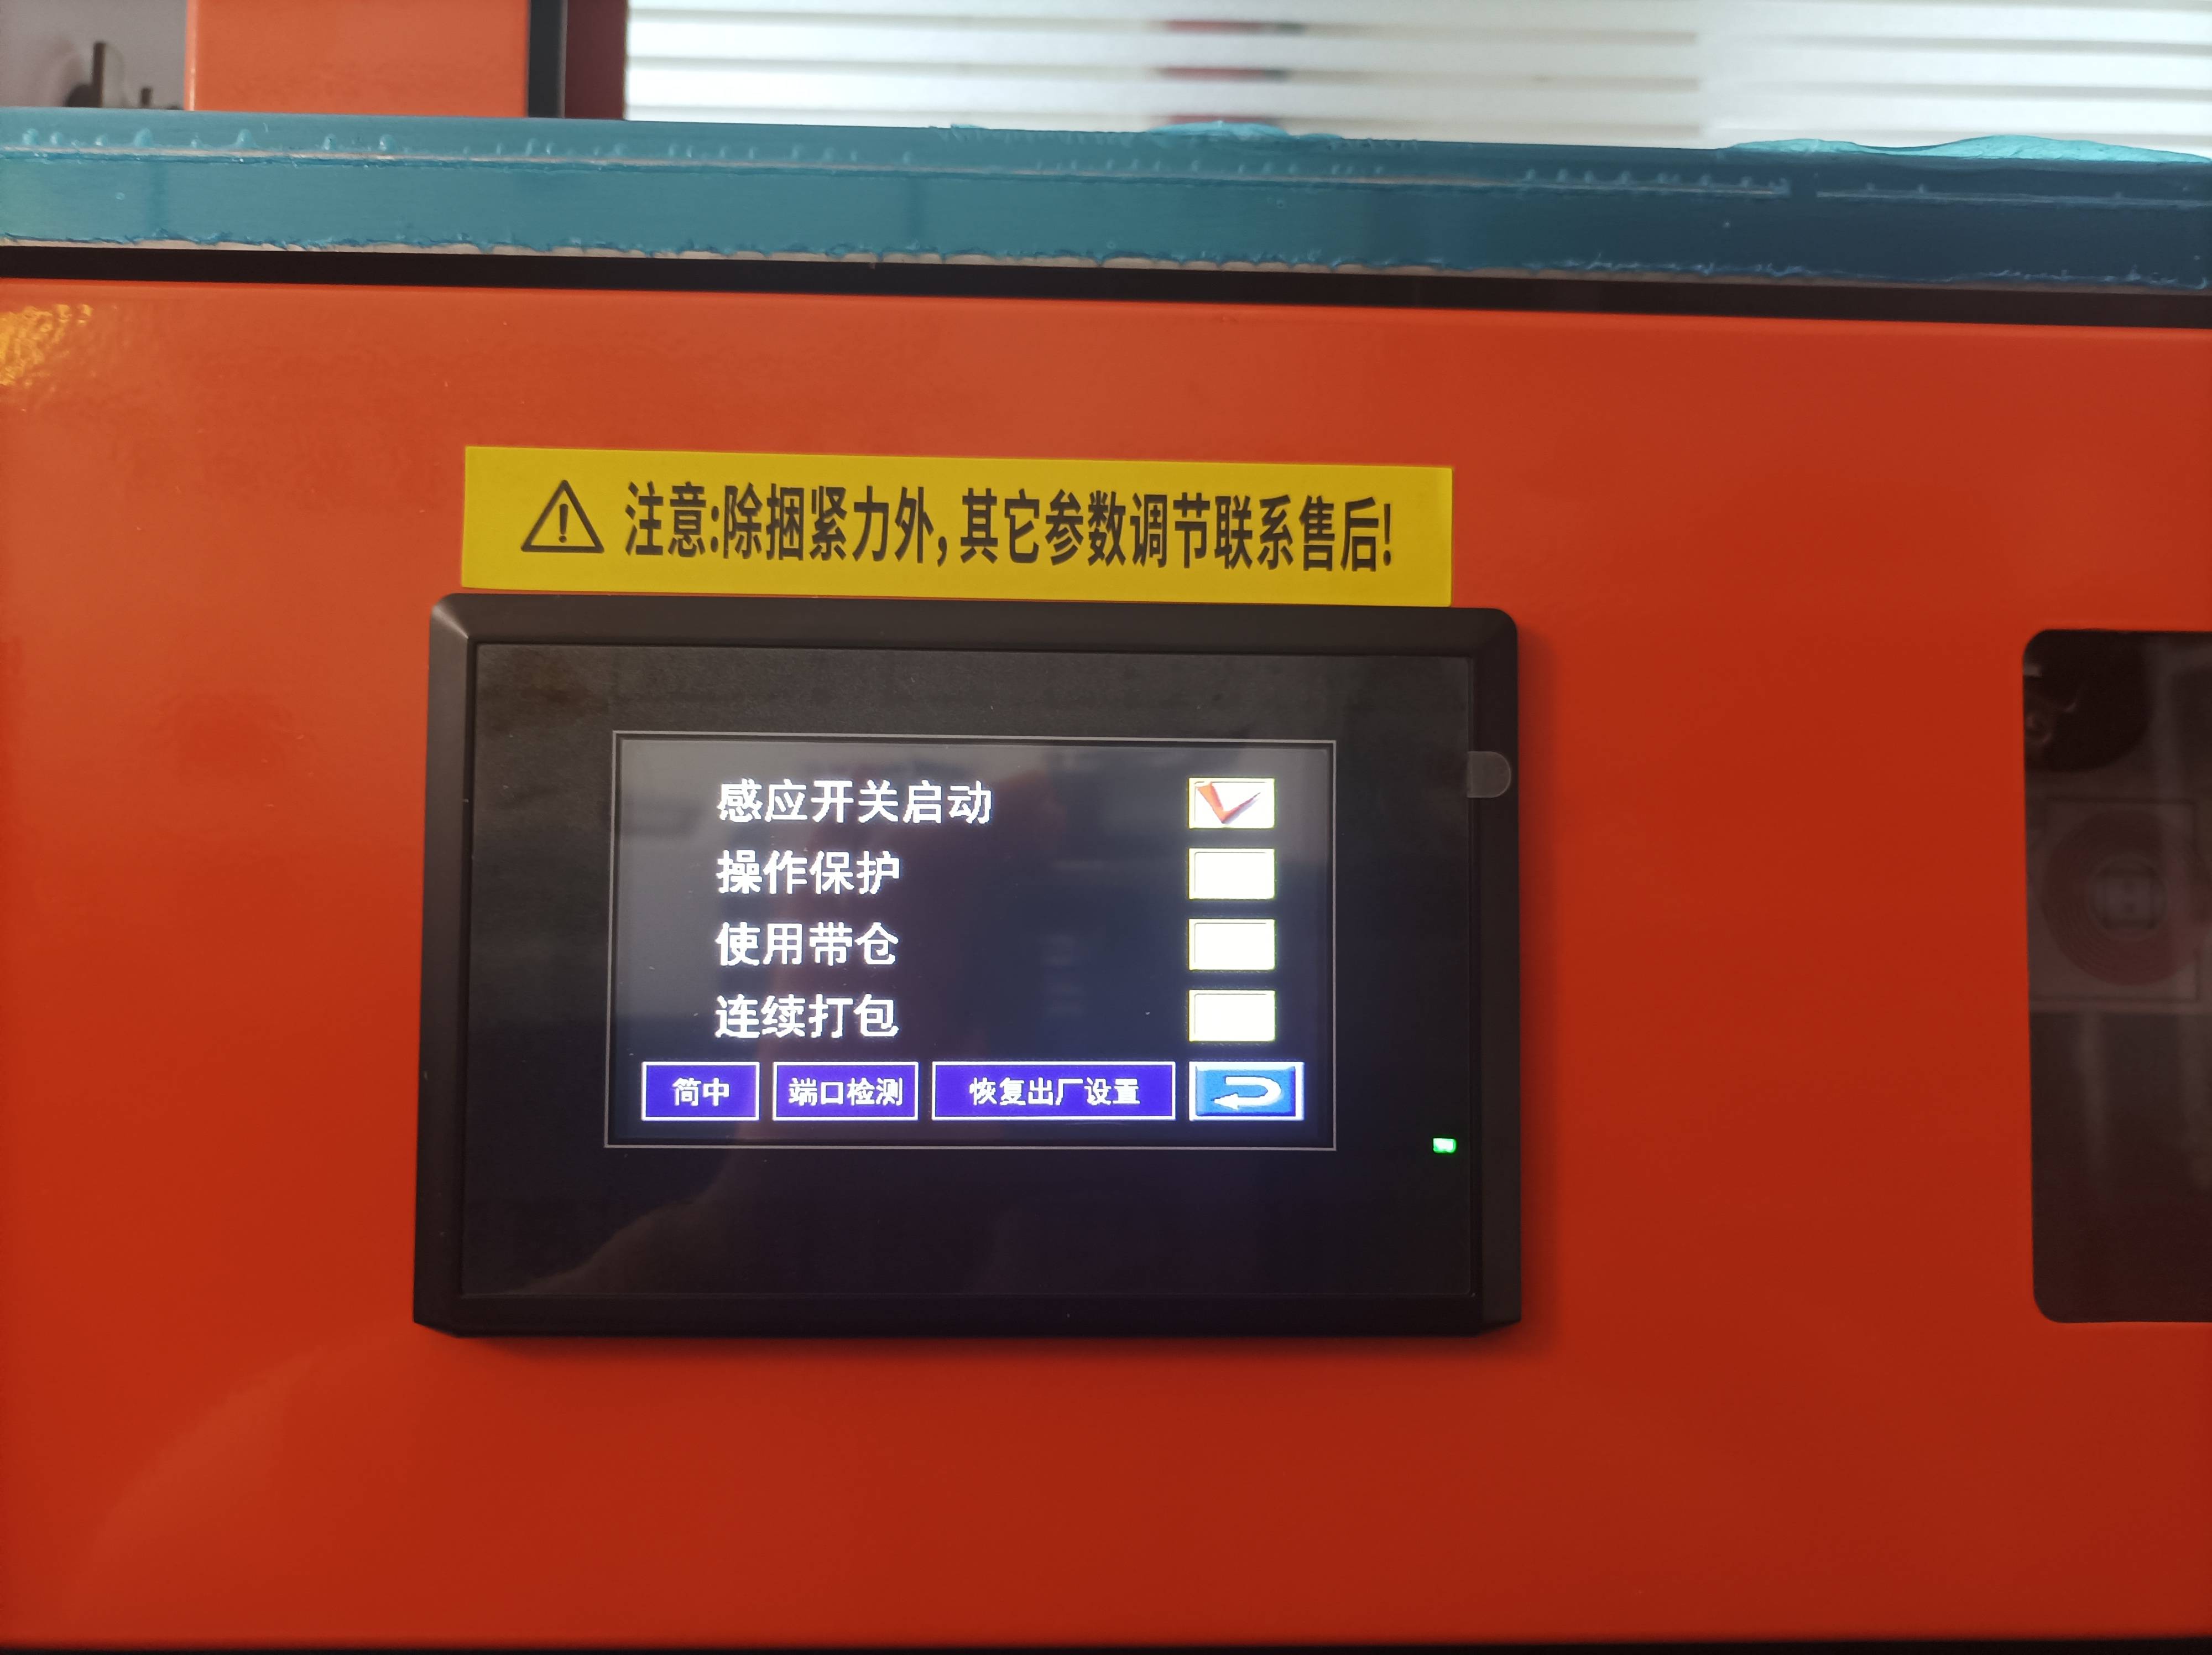 注意:除捆紧力外,其它参数调节联系售后!
感应开关启动
操作保护
使用带仓
连续打包
简中 端口检测 恢复出厂设置